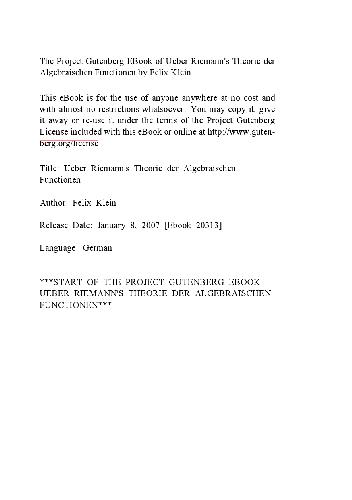 The Project Gutenberg EBook of Ueber Riemann's Theorie der
Algebraischen Functionen by Felix Klein
This eBook is for the use of anyone anywhere at no cost and
with almost no restrictions whatsoever. You may copy it, give
it away or re-use it under the terms of the Project Gutenberg
License included with this eBook or online at http://www.guten-
berg.org/license
Title: Ueber Riemann's Theorie der Algebraischen
Functionen
Author: Felix Klein
Release Date: January 8, 2007 [Ebook 20313]
Language: German
***START OF THE PROJECT GUTENBERG EBOOK
UEBER RIEMANN'S THEORIE DER ALGEBRAISCHEN
FUNCTIONEN***